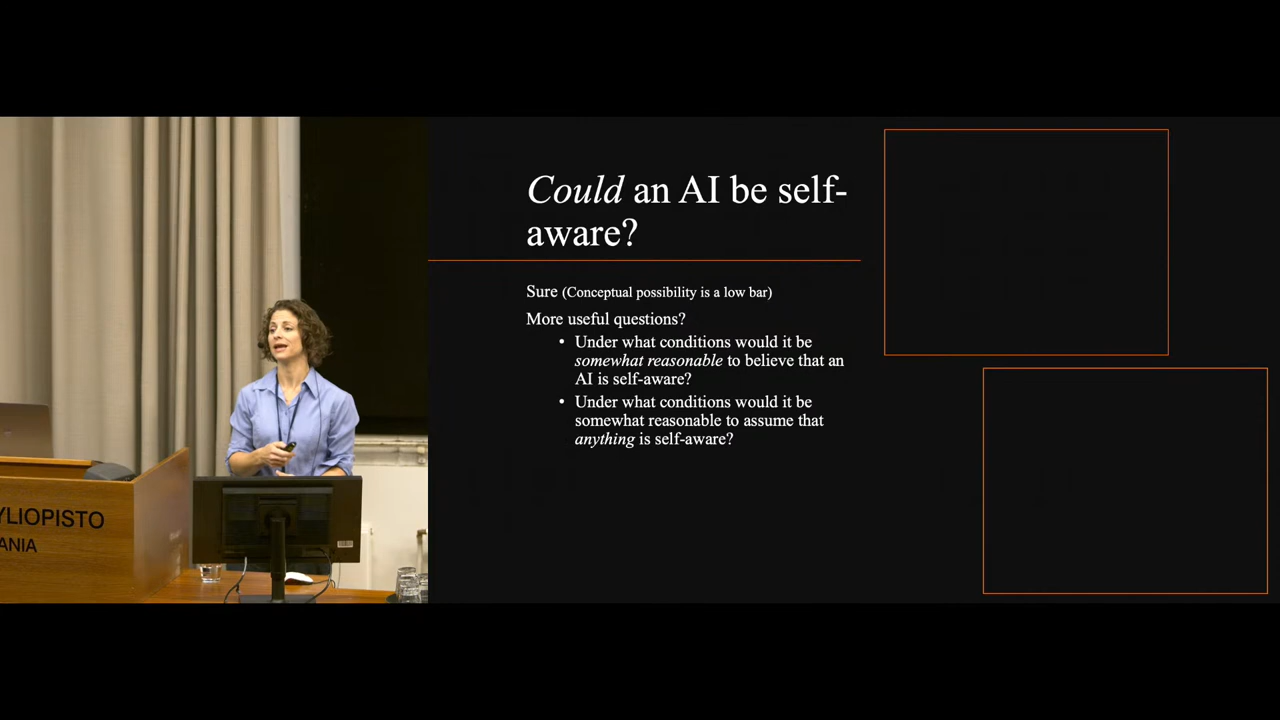 Could an AI be self-
aware?
Sure (Conceptual possibility is a low bar)
More useful questions?
• Under what conditions would it be
somewhat reasonable to believe that an
AI is self-aware?
• Under what conditions would it be
somewhat reasonable to assume that
anything is self-aware?
YLIOPISTO
ANIA